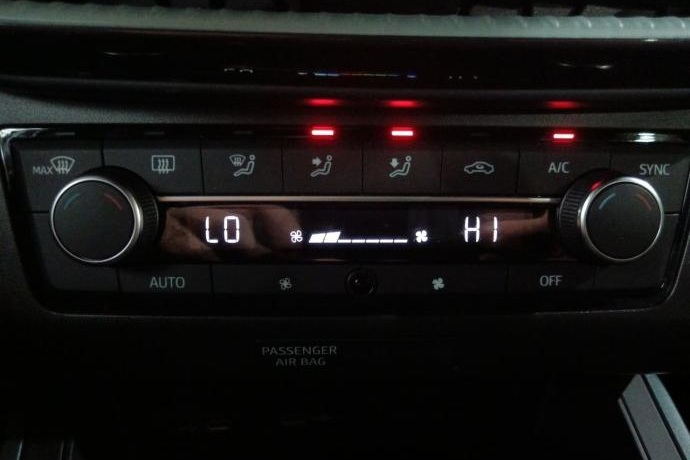 MAX
A/C
SYNC
LO
HI
AUTO
OFF
PASSENGER
AIR BAG